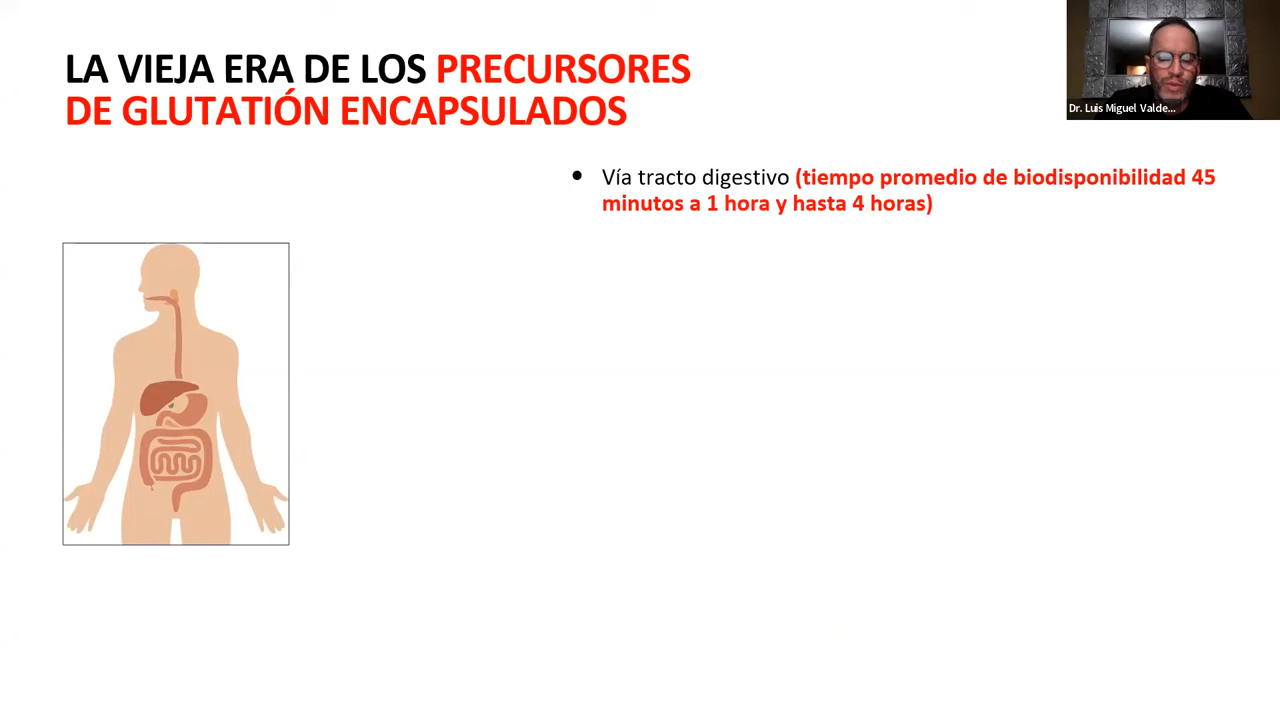 LA VIEJA ERA DE LOS PRECURSORES
DE GLUTATIÓN ENCAPSULADOS
Dr. Luis Miguel Valde...
• Vía tracto digestivo (tiempo promedio de biodisponibilidad 45
minutos a 1 hora y hasta 4 horas)